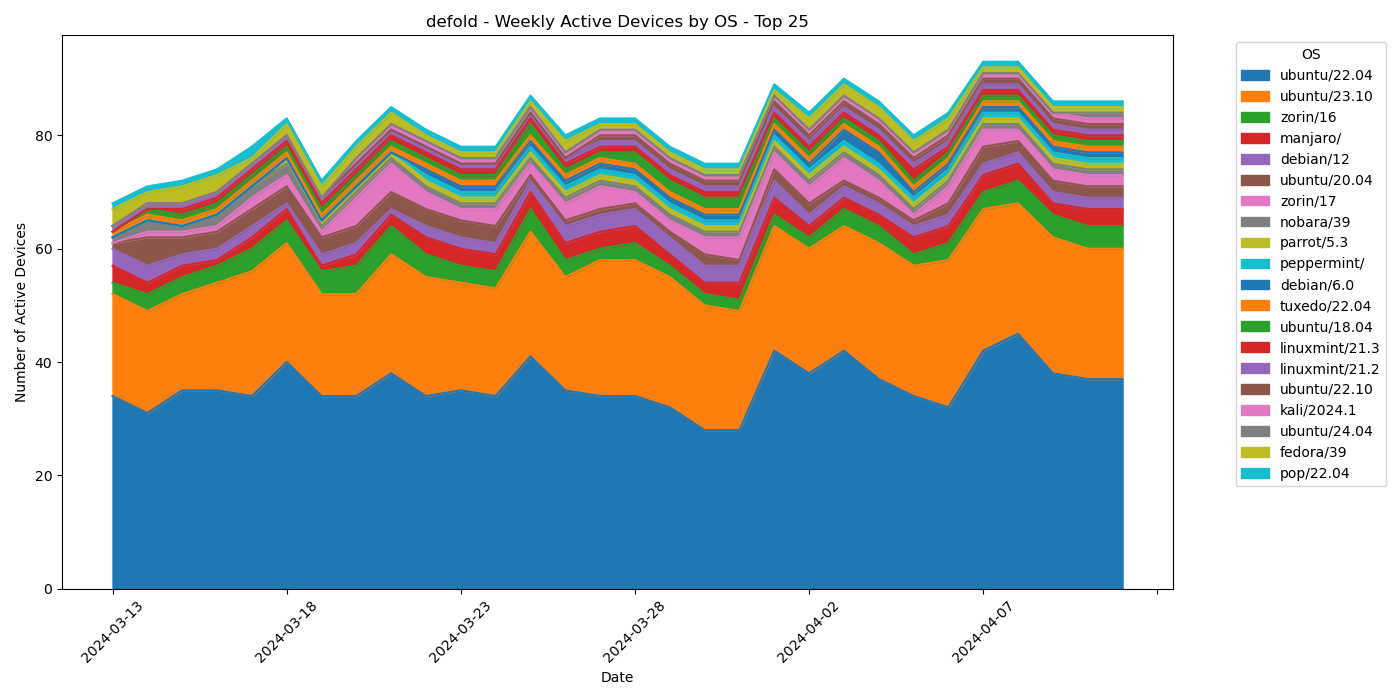 defold - Weekly Active Devices by OS - Top 25
Number of Active Devices
80
60
40
20
0
2024-03-13
2024-03-18
2024-03-23
2024-03-28
2024-04-02
2024-04-07
Date
OS
ubuntu/22.04
ubuntu/23.10
zorin/16
manjaro/
debian/12
ubuntu/20.04
zorin/17
nobara/39
parrot/5.3
peppermint/
debian/6.0
tuxedo/22.04
ubuntu/18.04
linuxmint/21.3
linuxmint/21.2
ubuntu/22.10
kali/2024.1
ubuntu/24.04
fedora/39
pop/22.04